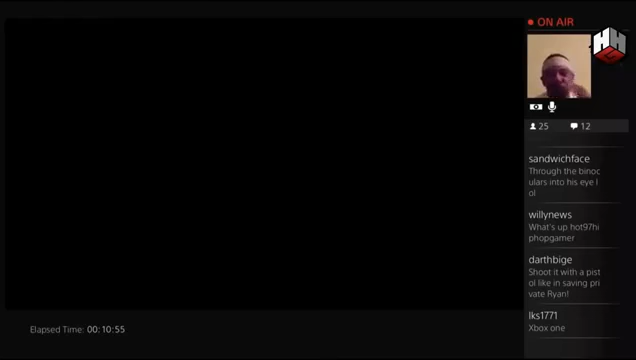 ON AIR
HHG
25 12
sandwichface
Through the binoc
ulars into his eye l
ol
willynews
What's up hot97hi
phopgamer
darthbige
Shoot it with a pist
ol like in saving pri
vate Ryan!
lks1771
Xbox one
Elapsed Time: 00:10:55